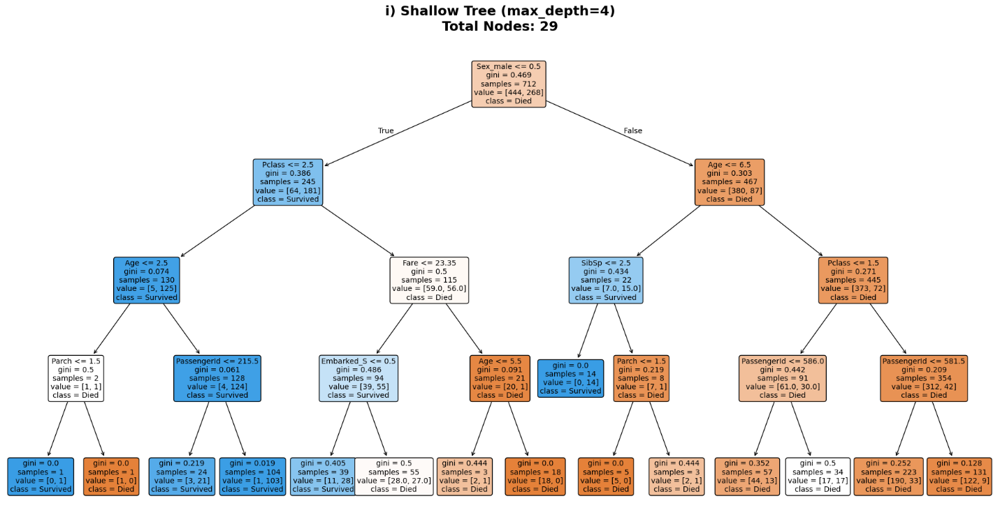 i) Shallow Tree (max_depth=4)
Total Nodes: 29
Sex_male <= 0.5
gini = 0.469
samples = 712
value = [444, 268]
class = Died
True
False
Pclass <= 2.5
gini = 0.386
samples = 245
value = [64, 181]
class = Survived
Age <= 6.5
gini = 0.303
samples = 467
value = [380, 87]
class = Died
Age <= 2.5
gini = 0.074
samples = 130
value = [5, 125]
class = Survived
Fare <= 23.35
gini = 0.5
samples = 115
value = [59.0, 56.0]
class = Died
SibSp <= 2.5
gini = 0.434
samples = 22
value = [7.0, 15.0]
class = Survived
Pclass <= 1.5
gini = 0.271
samples = 445
value = [373, 72]
class = Died
Parch <= 1.5
gini = 0.5
samples = 2
value = [1, 1]
class = Died
PassengerId <= 215.5
gini = 0.061
samples = 128
value = [4, 124]
class = Survived
Embarked_S <= 0.5
gini = 0.486
samples = 94
value = [39, 55]
class = Survived
Age <= 5.5
gini = 0.091
samples = 21
value = [20, 1]
class = Died
gini = 0.0
samples = 14
value = [0, 14]
class = Survived
Parch <= 1.5
gini = 0.219
samples = 8
value = [7, 1]
class = Died
PassengerId <= 586.0
gini = 0.442
samples = 91
value = [61.0, 30.0]
class = Died
PassengerId <= 581.5
gini = 0.209
samples = 354
value = [312, 42]
class = Died
gini = 0.0
samples = 1
value = [0, 1]
class = Survived
gini = 0.0
samples = 1
value = [1, 0]
class = Died
gini = 0.219
samples = 24
value = [3, 21]
class = Survived
gini = 0.019
samples = 104
value = [1, 103]
class = Survived
gini = 0.405
samples = 39
value = [11, 28]
class = Survived
gini = 0.5
samples = 55
value = [28.0, 27.0]
class = Died
gini = 0.444
samples = 3
value = [2, 1]
class = Died
gini = 0.0
samples = 18
value = [18, 0]
class = Died
gini = 0.0
samples = 5
value = [5, 0]
class = Died
gini = 0.444
samples = 3
value = [2, 1]
class = Died
gini = 0.352
samples = 57
value = [44, 13]
class = Died
gini = 0.5
samples = 34
value = [17, 17]
class = Died
gini = 0.252
samples = 223
value = [190, 33]
class = Died
gini = 0.128
samples = 131
value = [122, 9]
class = Died